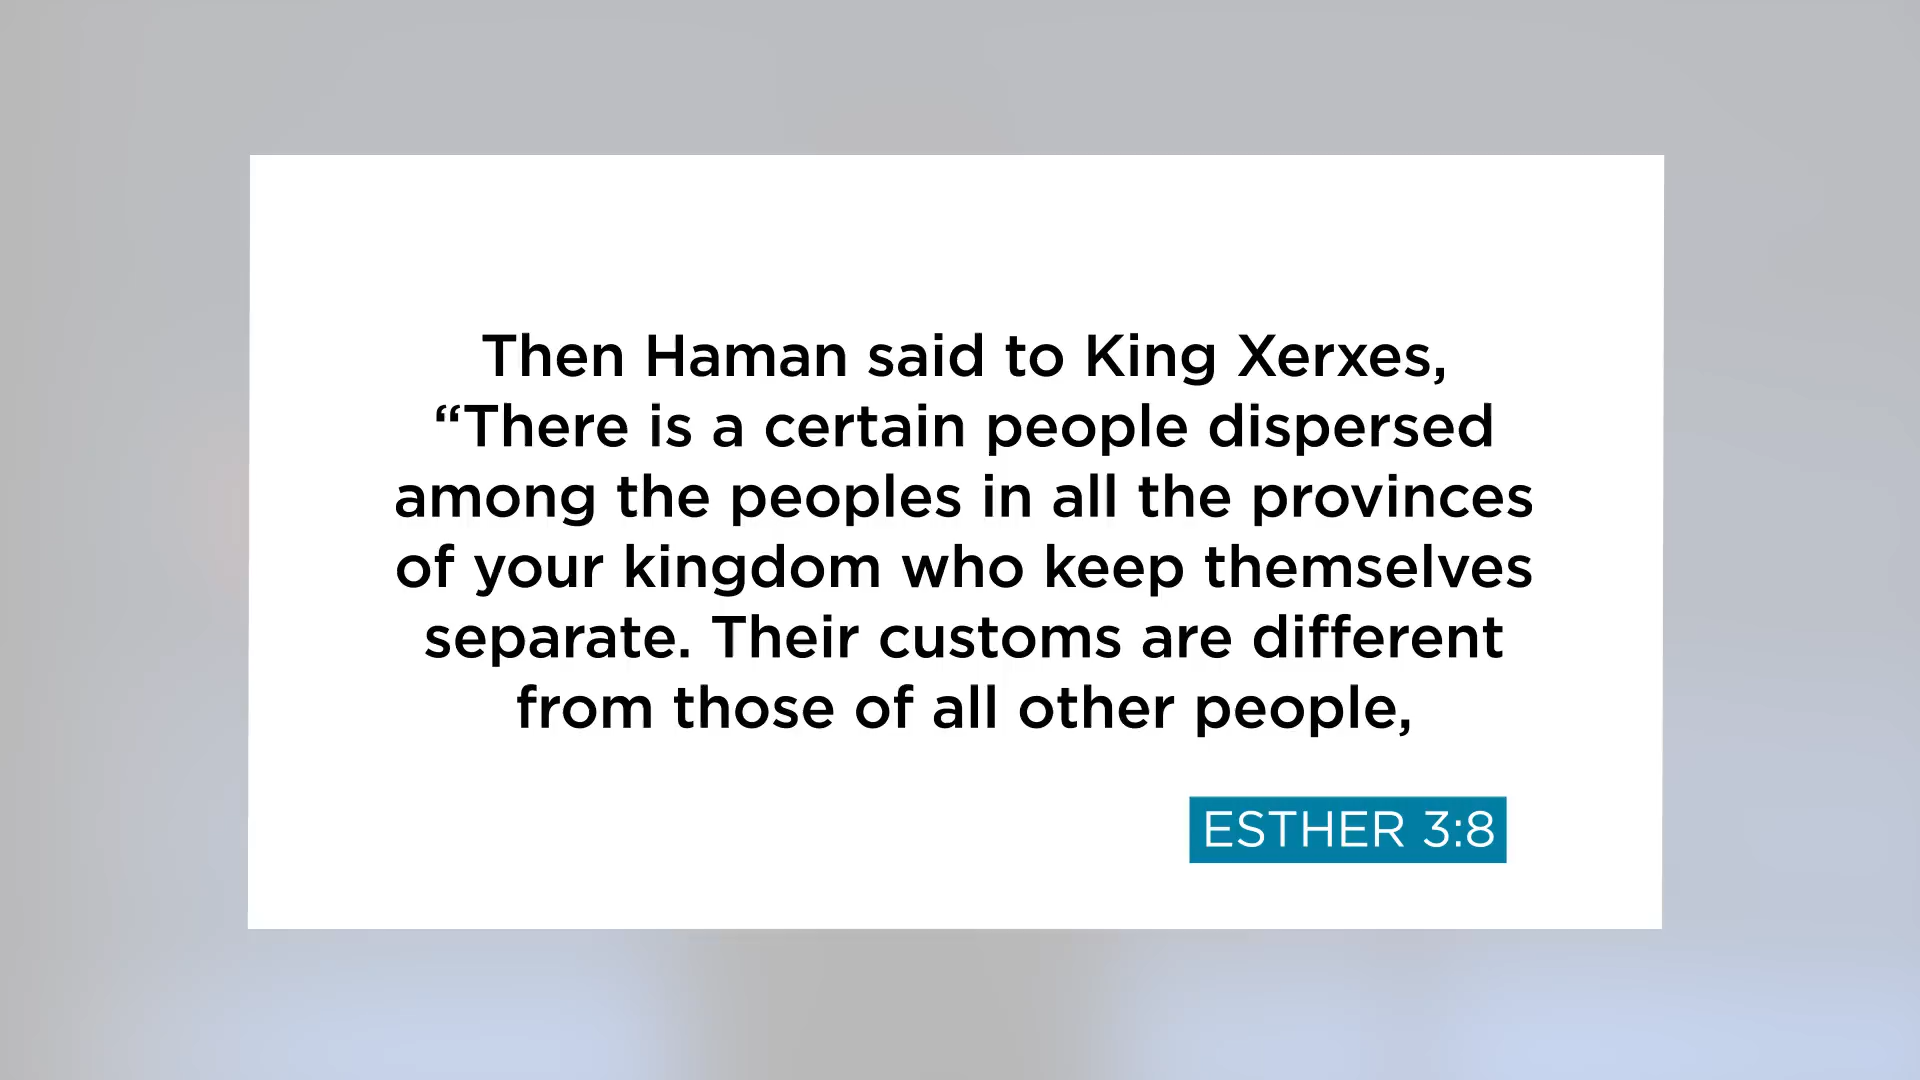 Then Haman said to King Xerxes,
“There is a certain people dispersed
among the peoples in all the provinces
of your kingdom who keep themselves
separate. Their customs are different
from those of all other people,
ESTHER 3:8